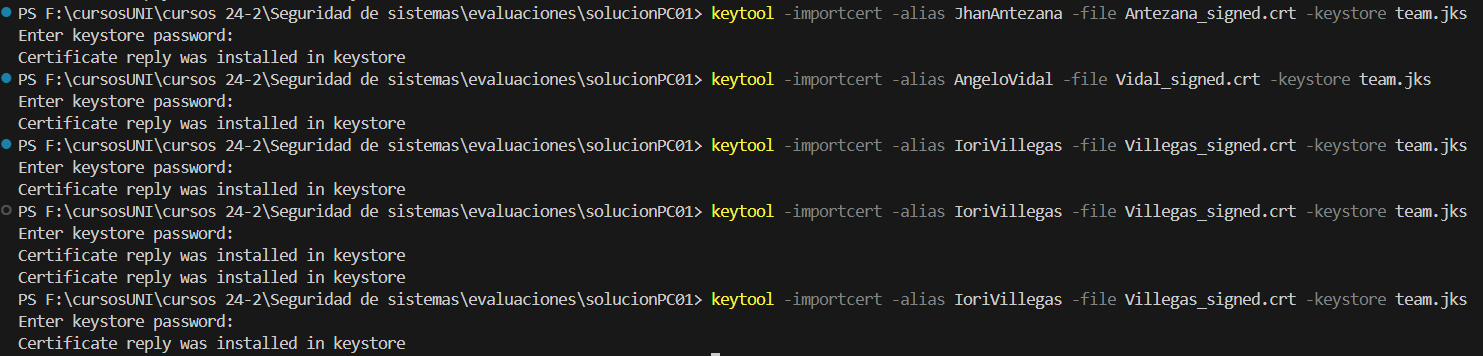 PS F:\cursosUNI\cursos 24-2\Seguridad de sistemas\evaluaciones\solucionPC01> keytool -importcert -alias JhanAntezana -file Antezana_signed.crt -keystore team.jks
Enter keystore password:
Certificate reply was installed in keystore
PS F:\cursosUNI\cursos 24-2\Seguridad de sistemas\evaluaciones\solucionPC01> keytool -importcert -alias AngeloVidal -file Vidal_signed.crt -keystore team.jks
Enter keystore password:
Certificate reply was installed in keystore
PS F:\cursosUNI\cursos 24-2\Seguridad de sistemas\evaluaciones\solucionPC01> keytool -importcert -alias IoriVillegas -file Villegas_signed.crt -keystore team.jks
Enter keystore password:
Certificate reply was installed in keystore
PS F:\cursosUNI\cursos 24-2\Seguridad de sistemas\evaluaciones\solucionPC01> keytool -importcert -alias IoriVillegas -file Villegas_signed.crt -keystore team.jks
Enter keystore password:
Certificate reply was installed in keystore
Certificate reply was installed in keystore
PS F:\cursosUNI\cursos 24-2\Seguridad de sistemas\evaluaciones\solucionPC01> keytool -importcert -alias IoriVillegas -file Villegas_signed.crt -keystore team.jks
Enter keystore password:
Certificate reply was installed in keystore